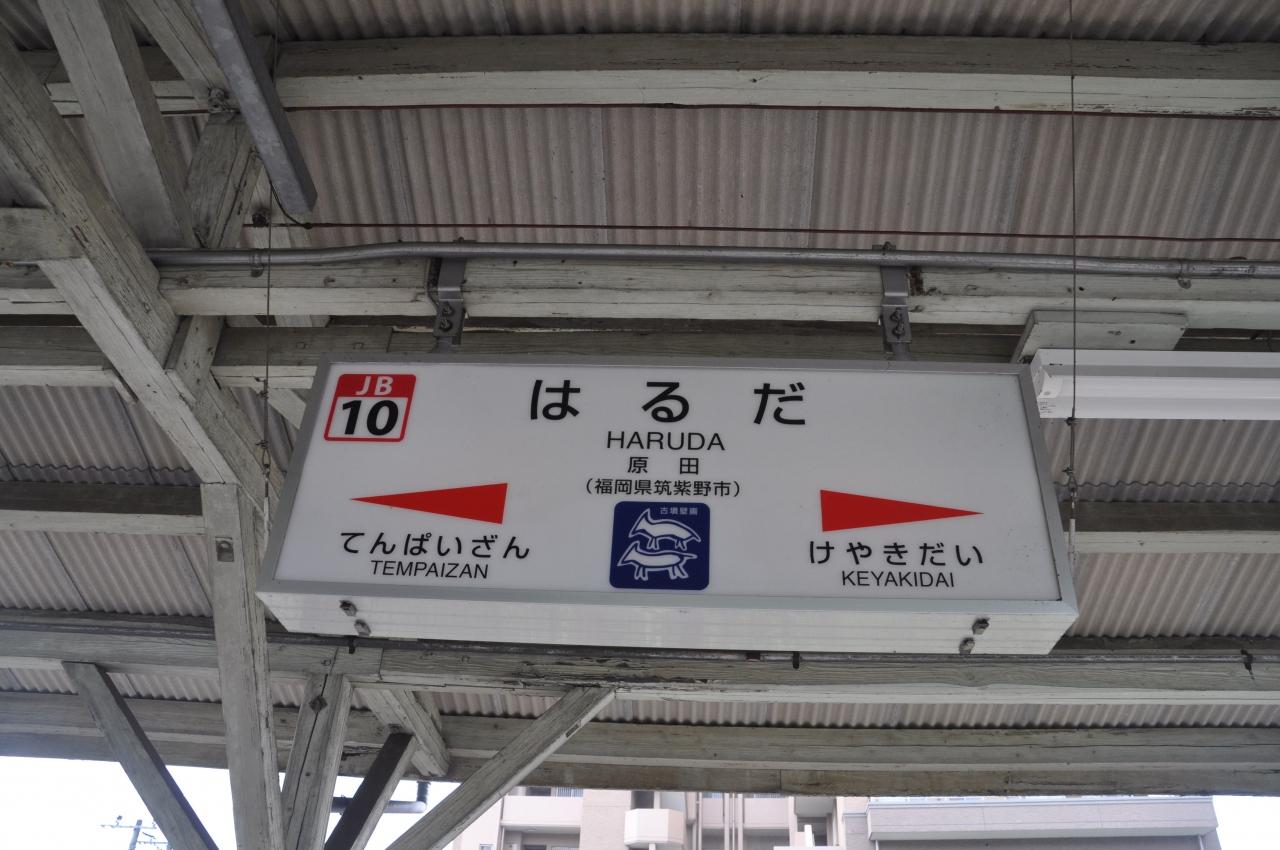 JB
10
はるだ
HARUDA
原田
（福岡県筑紫野市）
古墳壁画
てんぱいざん
TEMPAIZAN
けやきだい
KEYAKIDAI